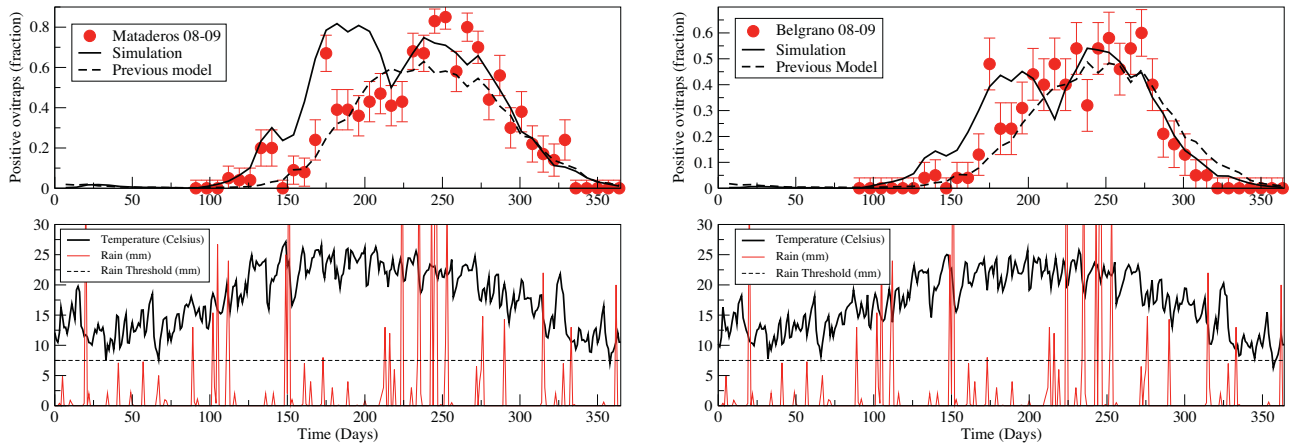 Positive ovitraps (fraction)
0.8
0.6
0.4
0.2
0
Mataderos 08-09
Simulation
Previous model
0 50 100 150 200 250 300 350
30
25
20
15
10
5
0
Temperature (Celsius)
Rain (mm)
Rain Threshold (mm)
0 50 100 150 200 250 300 350
Time (Days)
Positive ovitraps (fraction)
0.7
0.6
0.5
0.4
0.3
0.2
0.1
0
Belgrano 08-09
Simulation
Previous Model
0 50 100 150 200 250 300 350
30
25
20
15
10
5
0
Temperature (Celsius)
Rain (mm)
Rain Threshold (mm)
0 50 100 150 200 250 300 350
Time (Days)